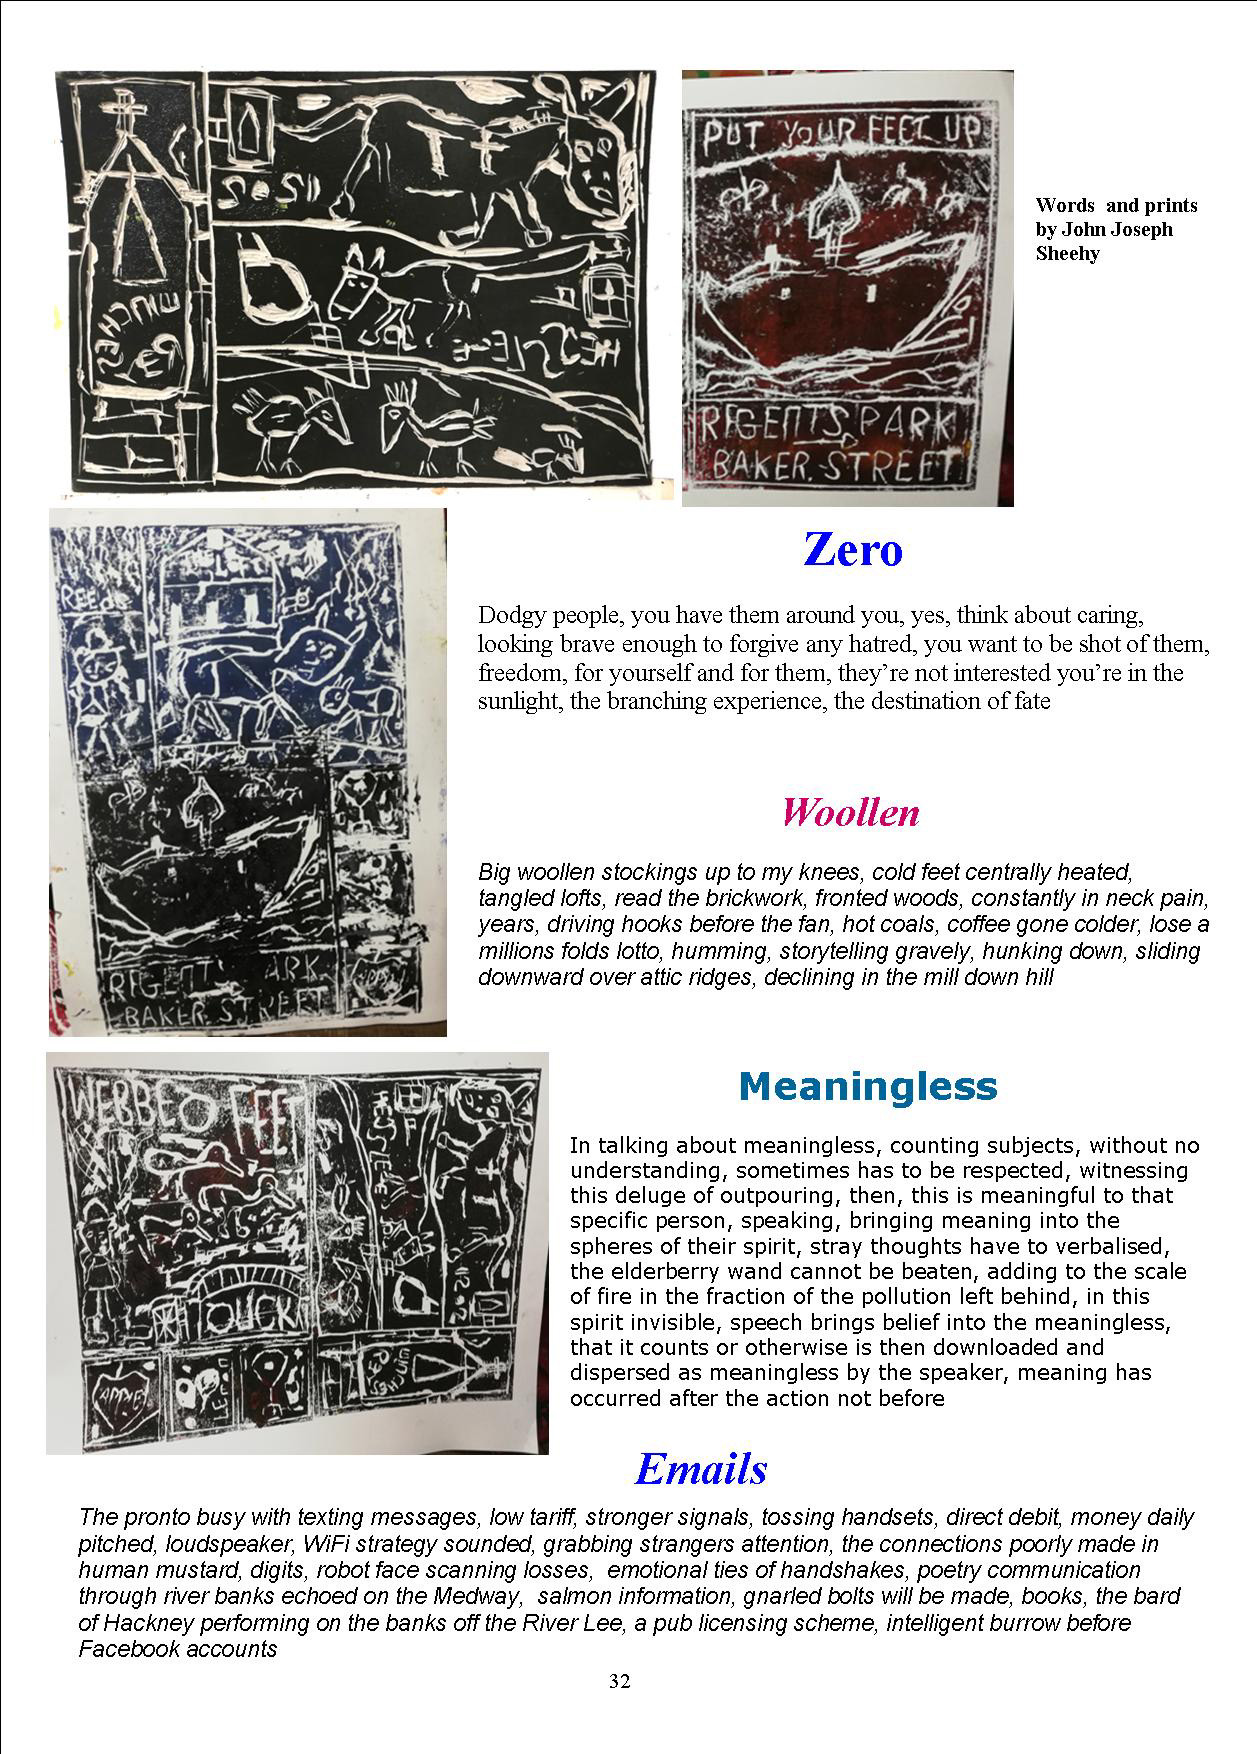 PUT YOUR FEET UP
REGENTS PARK
BAKER STREET
Words and prints
by John Joseph
Sheehy
Zero
Dodgy people, you have them around you, yes, think about caring,
looking brave enough to forgive any hatred, you want to be shot of them,
freedom, for yourself and for them, they’re not interested you’re in the
sunlight, the branching experience, the destination of fate
REEDS
REGENTS PARK
BAKER STREET
Woollen
Big woollen stockings up to my knees, cold feet centrally heated,
tangled lofts, read the brickwork, fronted woods, constantly in neck pain,
years, driving hooks before the fan, hot coals, coffee gone colder, lose a
millions folds lotto, humming, storytelling gravely, hunking down, sliding
downward over attic ridges, declining in the mill down hill
WEBBED FEET
DUCK
APPLE
Meaningless
In talking about meaningless, counting subjects, without no
understanding, sometimes has to be respected, witnessing
this deluge of outpouring, then, this is meaningful to that
specific person, speaking, bringing meaning into the
spheres of their spirit, stray thoughts have to verbalised,
the elderberry wand cannot be beaten, adding to the scale
of fire in the fraction of the pollution left behind, in this
spirit invisible, speech brings belief into the meaningless,
that it counts or otherwise is then downloaded and
dispersed as meaningless by the speaker, meaning has
occurred after the action not before
Emails
The pronto busy with texting messages, low tariff, stronger signals, tossing handsets, direct debit, money daily
pitched, loudspeaker, WiFi strategy sounded, grabbing strangers attention, the connections poorly made in
human mustard, digits, robot face scanning losses,  emotional ties of handshakes, poetry communication
through river banks echoed on the Medway,  salmon information, gnarled bolts will be made, books, the bard
of Hackney performing on the banks off the River Lee, a pub licensing scheme, intelligent burrow before
Facebook accounts
32